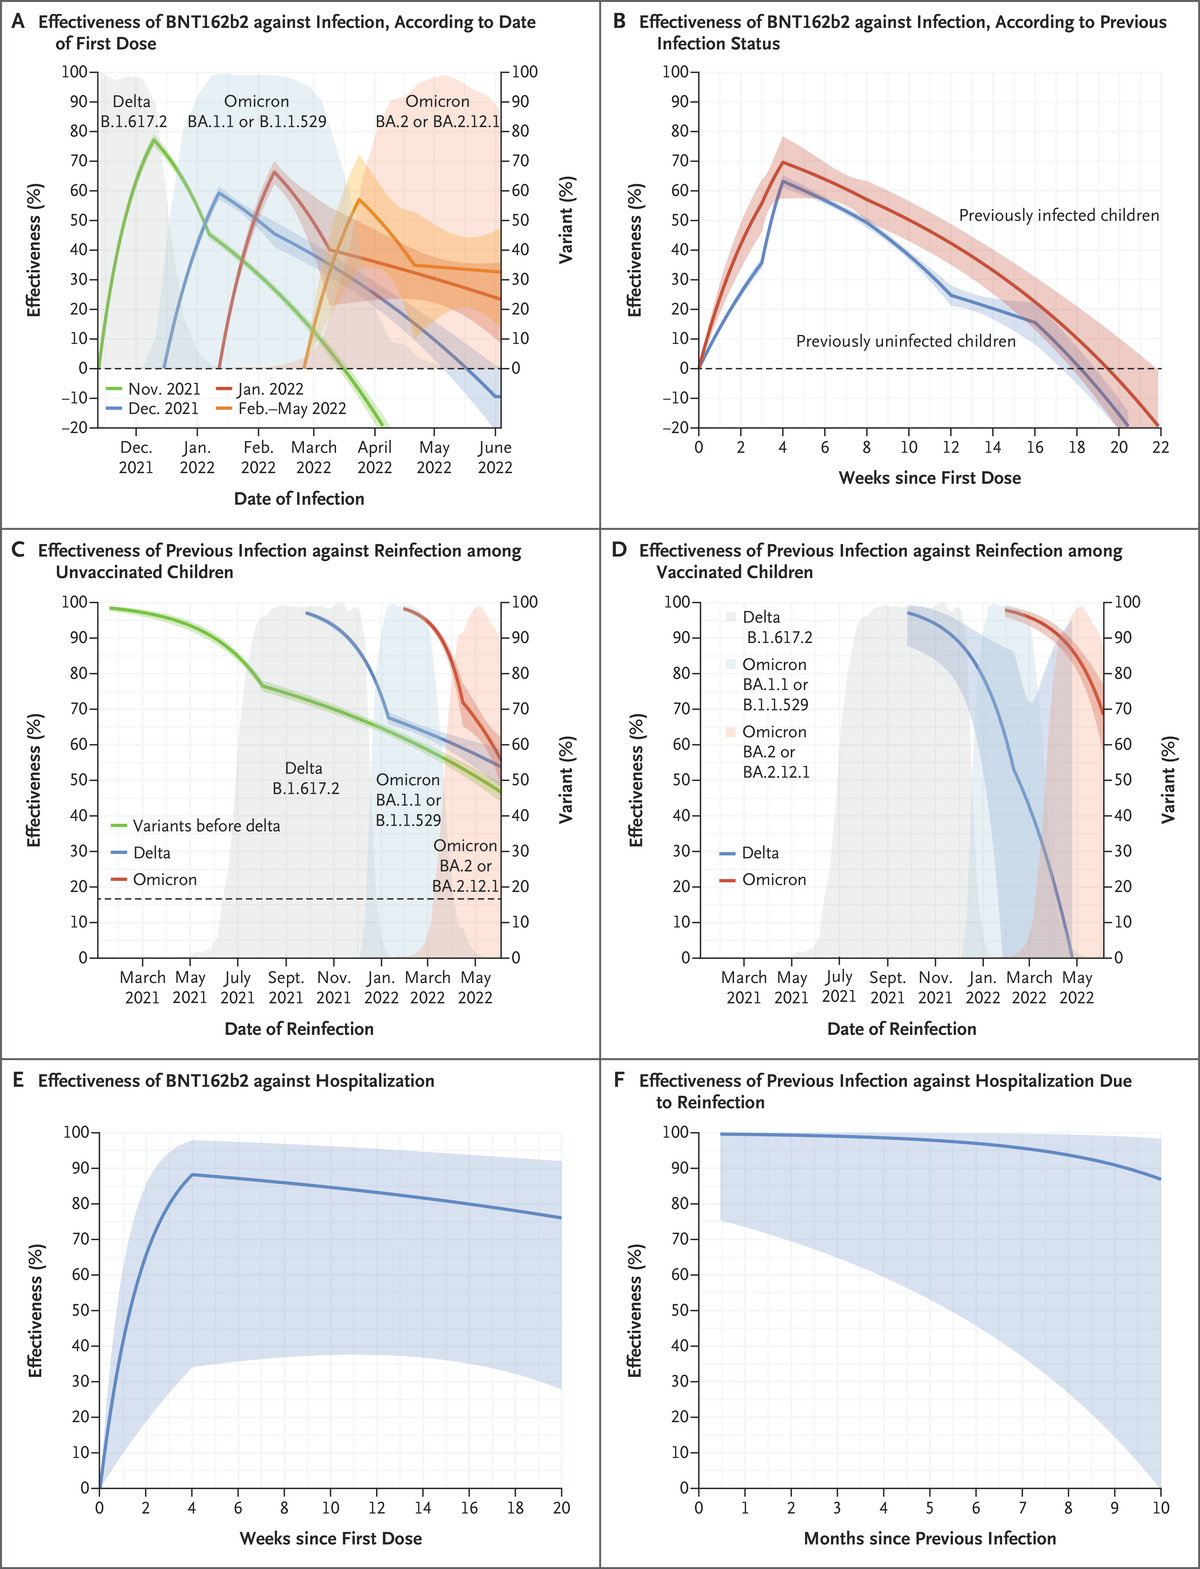 A Effectiveness of BNT162b2 against Infection, According to Date
of First Dose
100
90
80
70
60
50
40
30
20
10
0
−10
−20
Effectiveness (%)
100
90
80
70
60
50
40
30
20
10
0
Variant (%)
Delta
B.1.617.2
Omicron
BA.1.1 or B.1.1.529
Omicron
BA.2 or BA.2.12.1
Nov. 2021
Dec. 2021
Jan. 2022
Feb.–May 2022
Dec. Jan. Feb. March April May June
2021 2022 2022 2022 2022 2022 2022
Date of Infection
B Effectiveness of BNT162b2 against Infection, According to Previous
Infection Status
100
90
80
70
60
50
40
30
20
10
0
−10
−20
Effectiveness (%)
Previously infected children
Previously uninfected children
0 2 4 6 8 10 12 14 16 18 20 22
Weeks since First Dose
C Effectiveness of Previous Infection against Reinfection among
Unvaccinated Children
100
90
80
70
60
50
40
30
20
10
0
Effectiveness (%)
100
90
80
70
60
50
40
30
20
10
0
Variant (%)
Delta
B.1.617.2
Omicron
BA.1.1 or
B.1.1.529
Omicron
BA.2 or
BA.2.12.1
Variants before delta
Delta
Omicron
March May July Sept. Nov. Jan. March May
2021 2021 2021 2021 2021 2022 2022 2022
Date of Reinfection
D Effectiveness of Previous Infection against Reinfection among
Vaccinated Children
100
90
80
70
60
50
40
30
20
10
0
Effectiveness (%)
100
90
80
70
60
50
40
30
20
10
0
Variant (%)
Delta
B.1.617.2
Omicron
BA.1.1 or
B.1.1.529
Omicron
BA.2 or
BA.2.12.1
Delta
Omicron
March May July Sept. Nov. Jan. March May
2021 2021 2021 2021 2021 2022 2022 2022
Date of Reinfection
E Effectiveness of BNT162b2 against Hospitalization
100
90
80
70
60
50
40
30
20
10
0
Effectiveness (%)
0 2 4 6 8 10 12 14 16 18 20
Weeks since First Dose
F Effectiveness of Previous Infection against Hospitalization Due
to Reinfection
100
90
80
70
60
50
40
30
20
10
0
Effectiveness (%)
0 1 2 3 4 5 6 7 8 9 10
Months since Previous Infection